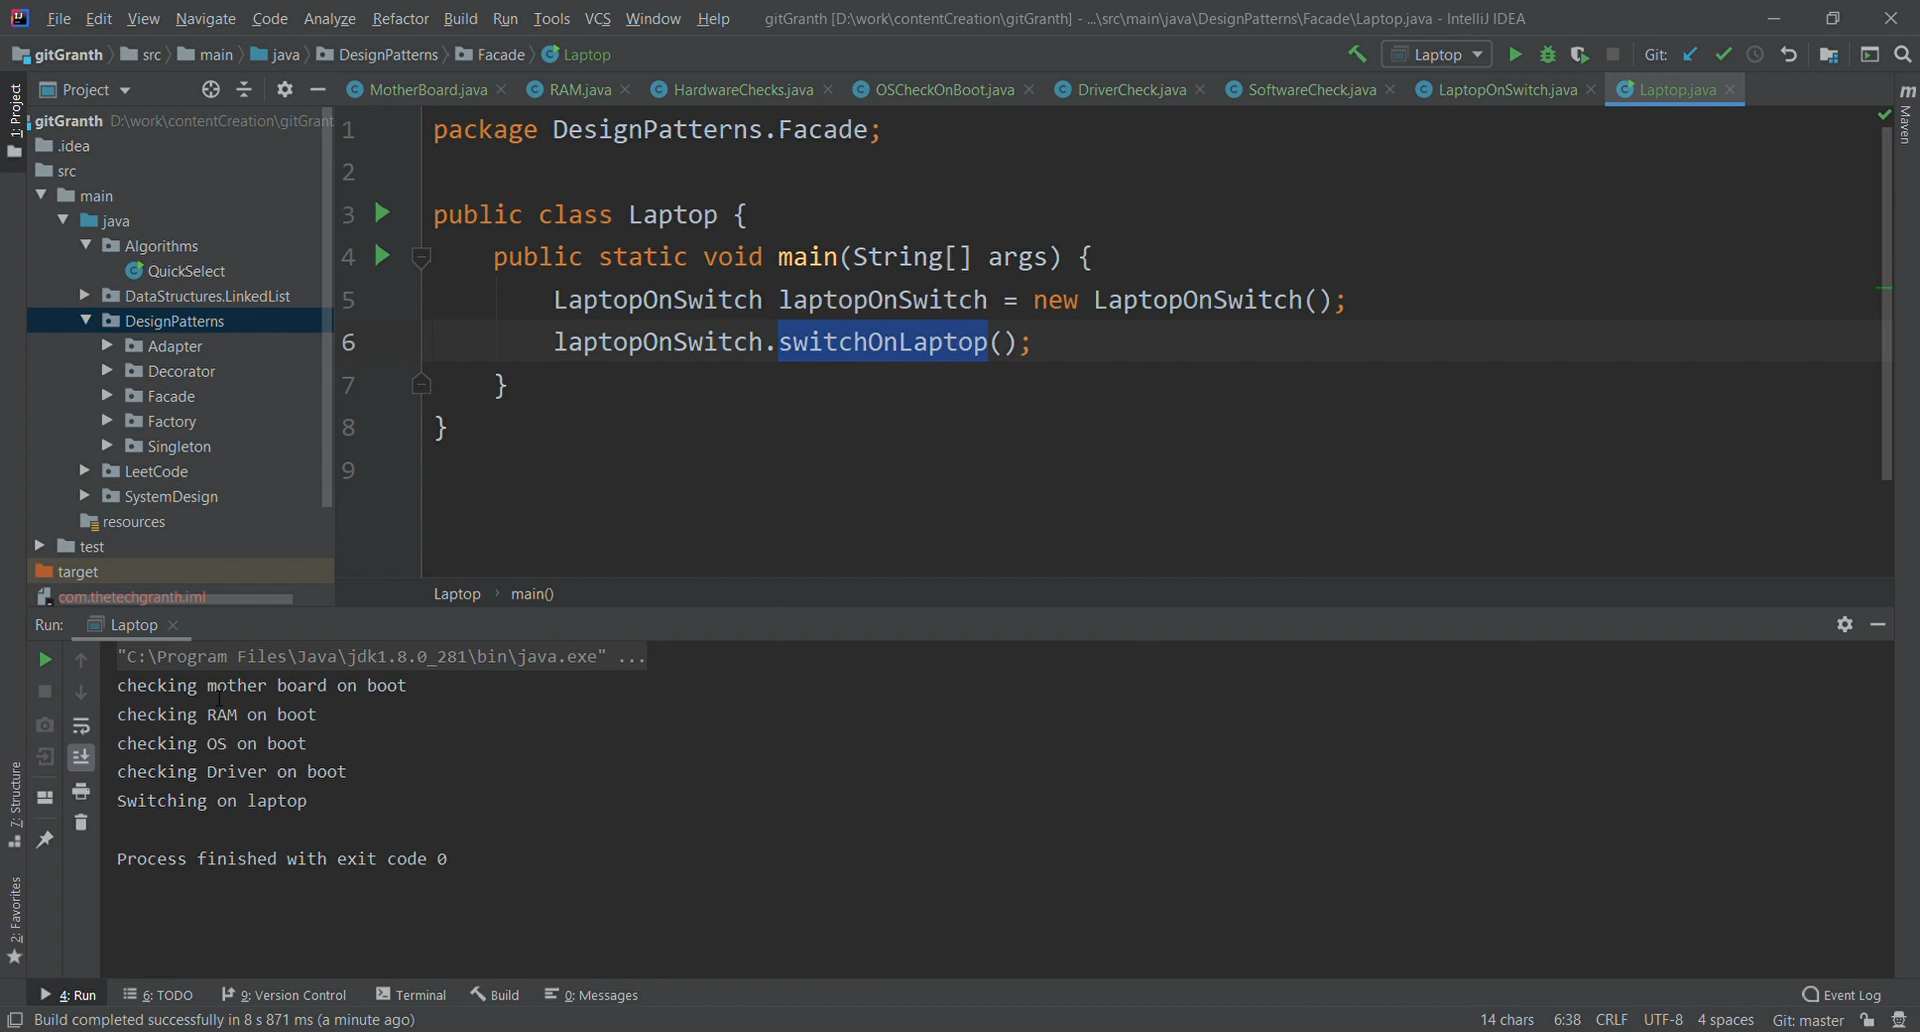 File Edit View Navigate Code Analyze Refactor Build Run Tools VCS Window Help gitGranth [D:\work\contentCreation\gitGranth] - ...\src\main\java\DesignPatterns\Facade\Laptop.java - IntelliJ IDEA
gitGranth src main java DesignPatterns Facade Laptop Laptop Git:
Project MotherBoard.java RAM.java HardwareChecks.java OSCheckOnBoot.java DriverCheck.java SoftwareCheck.java LaptopOnSwitch.java Laptop.java
1: Project
Maven
gitGranth D:\work\contentCreation\gitGrant
.idea
src
main
java
Algorithms
QuickSelect
DataStructures.LinkedList
DesignPatterns
Adapter
Decorator
Facade
Factory
Singleton
LeetCode
SystemDesign
resources
test
target
com.thetechgranth.iml
1 package DesignPatterns.Facade;
2
3 public class Laptop {
4 public static void main(String[] args) {
5 LaptopOnSwitch laptopOnSwitch = new LaptopOnSwitch();
6 laptopOnSwitch.switchOnLaptop();
7 }
8 }
9
Laptop main()
Run: Laptop
"C:\Program Files\Java\jdk1.8.0_281\bin\java.exe" ...
checking mother board on boot
checking RAM on boot
checking OS on boot
checking Driver on boot
Switching on laptop
Process finished with exit code 0
7: Structure
2: Favorites
4: Run 6: TODO 9: Version Control Terminal Build 0: Messages Event Log
Build completed successfully in 8 s 871 ms (a minute ago) 14 chars 6:38 CRLF UTF-8 4 spaces Git: master